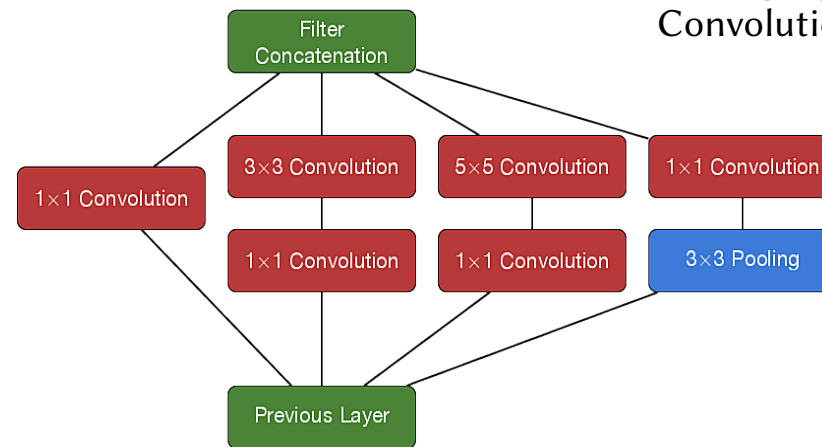 Convolutio
Filter
Concatenation
3×3 Convolution
5×5 Convolution
1×1 Convolution
1×1 Convolution
1×1 Convolution
1×1 Convolution
3×3 Pooling
Previous Layer